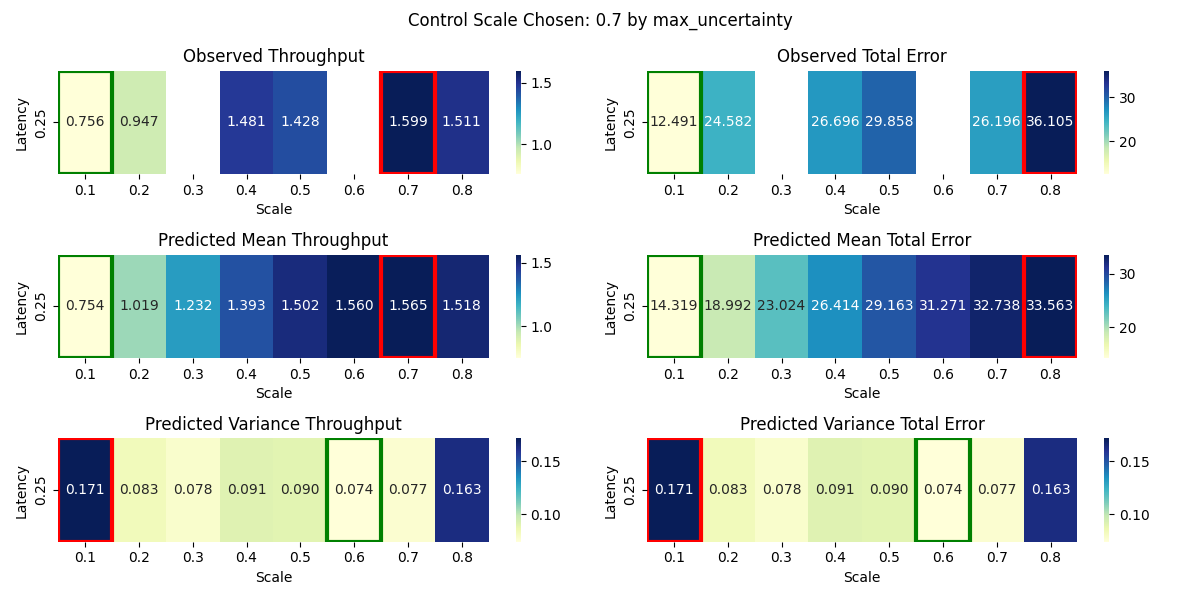 Control Scale Chosen: 0.7 by max_uncertainty
Observed Throughput
Latency
0.25
0.756 0.947 1.481 1.428 1.599 1.511
0.1 0.2 0.3 0.4 0.5 0.6 0.7 0.8
Scale
1.5
1.0
Observed Total Error
Latency
0.25
12.491 24.582 26.696 29.858 26.196 36.105
0.1 0.2 0.3 0.4 0.5 0.6 0.7 0.8
Scale
30
20
Predicted Mean Throughput
Latency
0.25
0.754 1.019 1.232 1.393 1.502 1.560 1.565 1.518
0.1 0.2 0.3 0.4 0.5 0.6 0.7 0.8
Scale
1.5
1.0
Predicted Mean Total Error
Latency
0.25
14.319 18.992 23.024 26.414 29.163 31.271 32.738 33.563
0.1 0.2 0.3 0.4 0.5 0.6 0.7 0.8
Scale
30
20
Predicted Variance Throughput
Latency
0.25
0.171 0.083 0.078 0.091 0.090 0.074 0.077 0.163
0.1 0.2 0.3 0.4 0.5 0.6 0.7 0.8
Scale
0.15
0.10
Predicted Variance Total Error
Latency
0.25
0.171 0.083 0.078 0.091 0.090 0.074 0.077 0.163
0.1 0.2 0.3 0.4 0.5 0.6 0.7 0.8
Scale
0.15
0.10